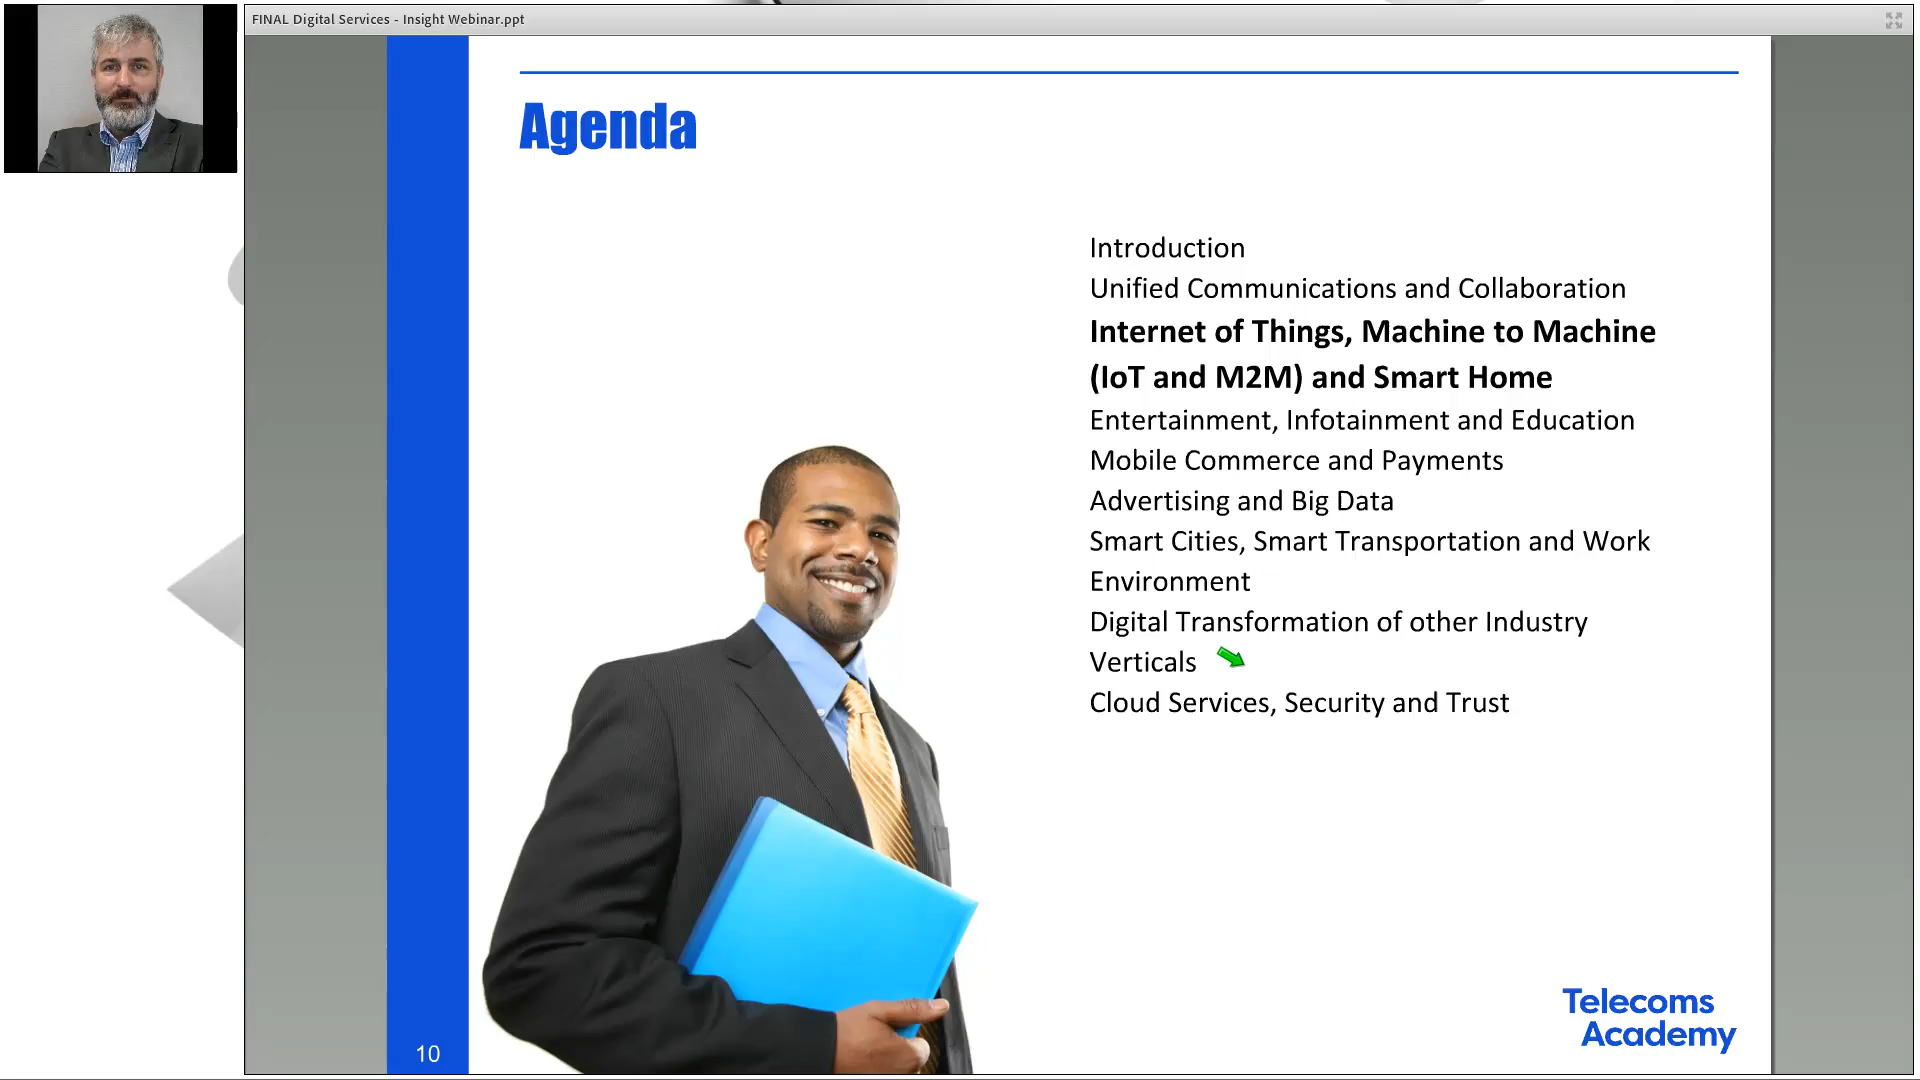 FINAL Digital Services - Insight Webinar.ppt
Agenda
Introduction
Unified Communications and Collaboration
Internet of Things, Machine to Machine
(IoT and M2M) and Smart Home
Entertainment, Infotainment and Education
Mobile Commerce and Payments
Advertising and Big Data
Smart Cities, Smart Transportation and Work
Environment
Digital Transformation of other Industry
Verticals
Cloud Services, Security and Trust
Telecoms
Academy
10